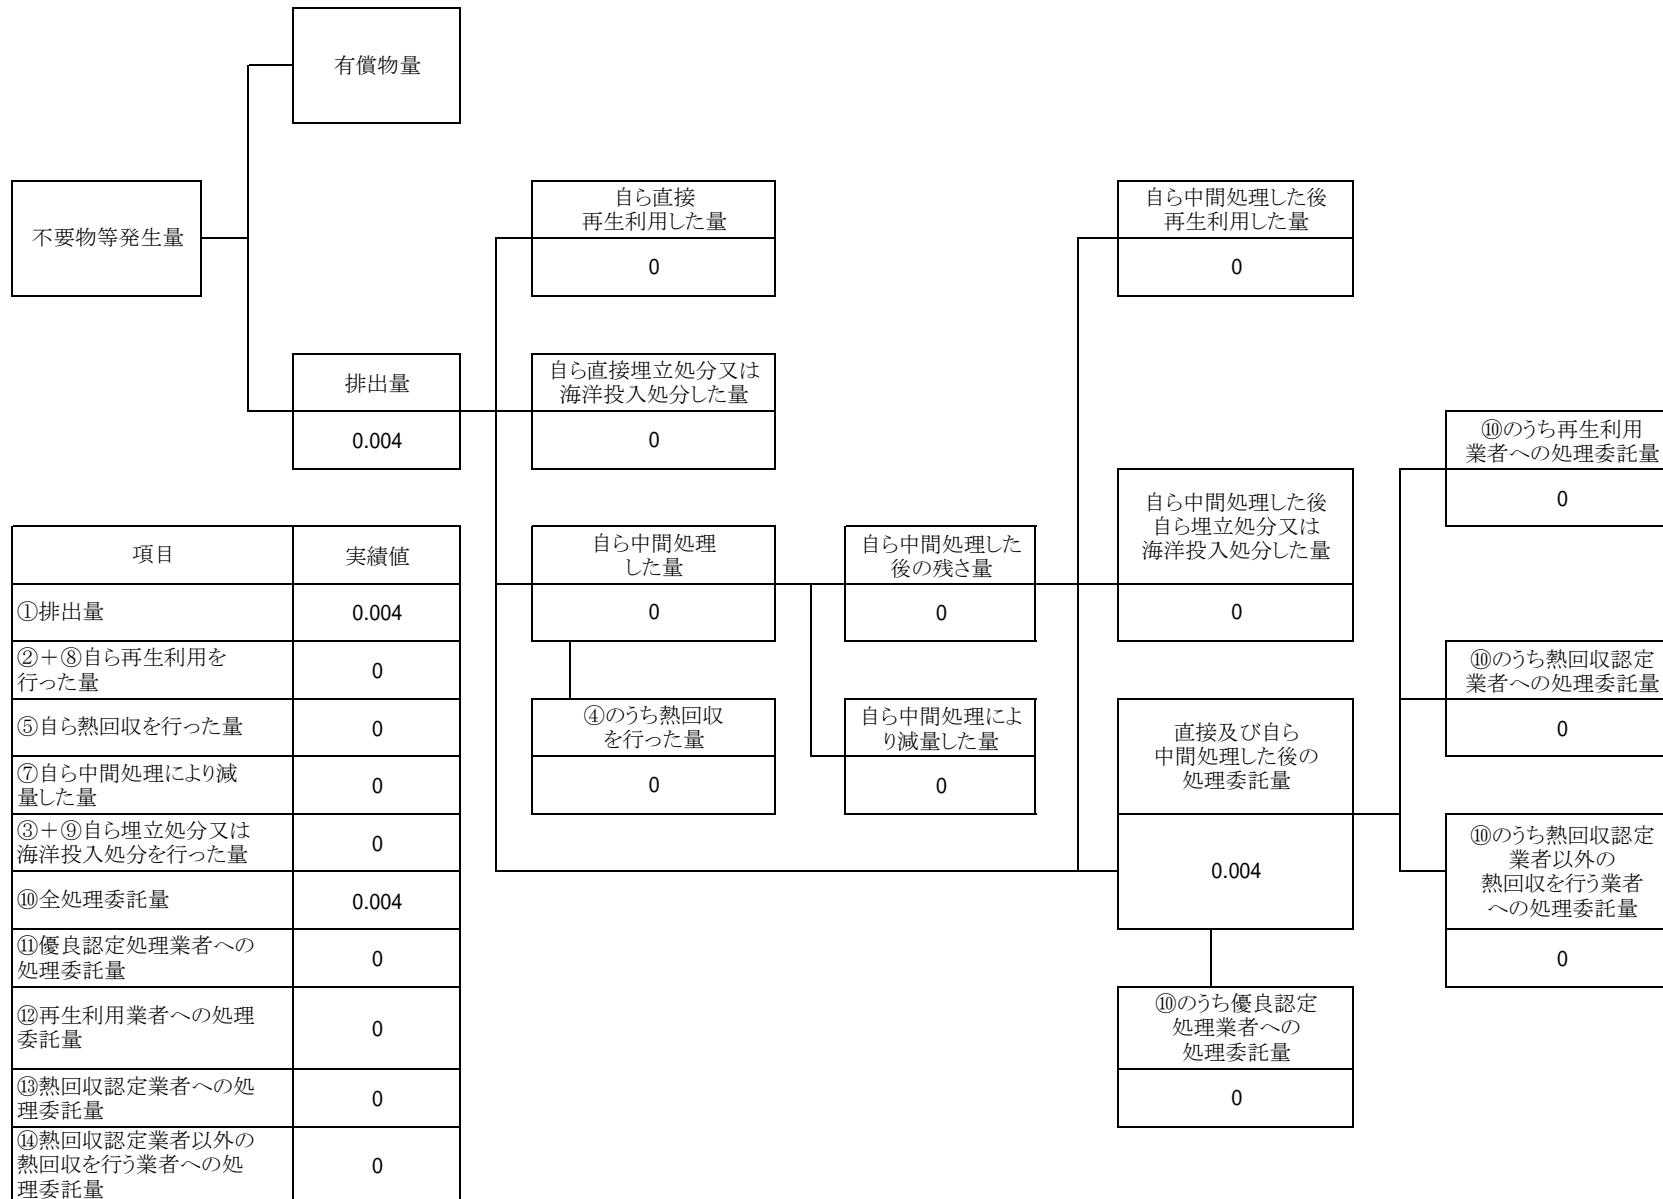 有償物量
不要物等発生量
自ら直接
再生利用した量
0
自ら中間処理した後
再生利用した量
0
排出量
0.004
自ら直接埋立処分又は
海洋投入処分した量
0
⑩のうち再生利用
業者への処理委託量
0
自ら中間処理
した量
0
自ら中間処理した
後の残さ量
0
自ら中間処理した後
自ら埋立処分又は
海洋投入処分した量
0
⑩のうち熱回収認定
業者への処理委託量
0
④のうち熱回収
を行った量
0
自ら中間処理によ
り減量した量
0
直接及び自ら
中間処理した後の
処理委託量
0.004
⑩のうち熱回収認定
業者以外の
熱回収を行う業者
への処理委託量
0
⑩のうち優良認定
処理業者への
処理委託量
0
項目 実績値
①排出量 0.004
②＋⑧自ら再生利用を
行った量
0
⑤自ら熱回収を行った量 0
⑦自ら中間処理により減
量した量
0
③＋⑨自ら埋立処分又は
海洋投入処分を行った量
0
⑩全処理委託量 0.004
⑪優良認定処理業者への
処理委託量
0
⑫再生利用業者への処理
委託量
0
⑬熱回収認定業者への処
理委託量
0
⑭熱回収認定業者以外の
熱回収を行う業者への処
理委託量
0